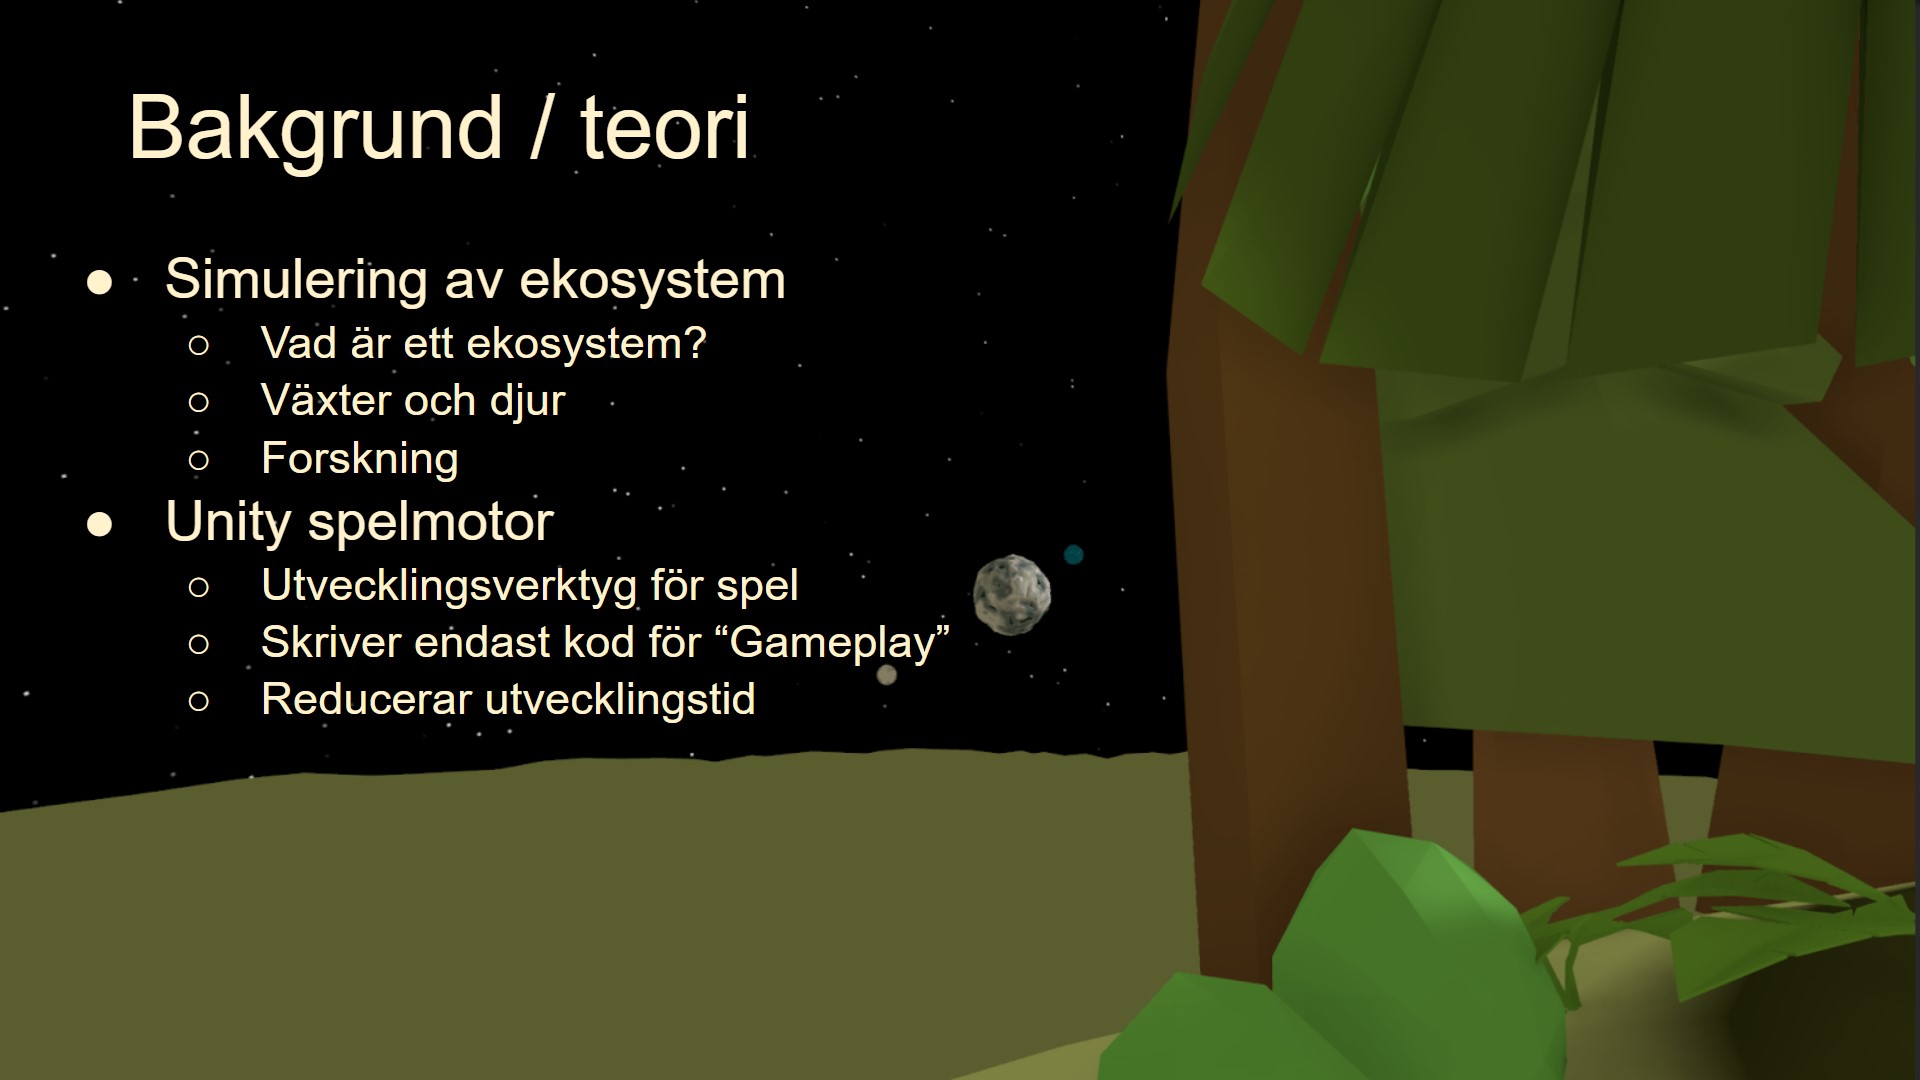 Bakgrund / teori
● Simulering av ekosystem
○ Vad är ett ekosystem?
○ Växter och djur
○ Forskning
● Unity spelmotor
○ Utvecklingsverktyg för spel
○ Skriver endast kod för “Gameplay”
○ Reducerar utvecklingstid